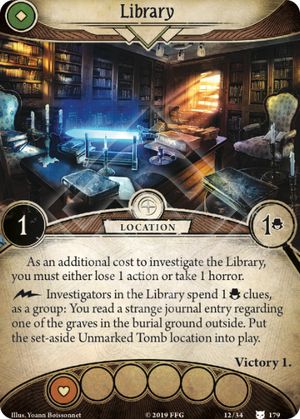 Library
1
1
LOCATION
As an additional cost to investigate the Library,
you must either lose 1 action or take 1 horror.
Investigators in the Library spend 1 clues,
as a group: You read a strange journal entry regarding
one of the graves in the burial ground outside. Put
the set-aside Unmarked Tomb location into play.
Victory 1.
Illus. Yoann Boissonnet
© 2019 FFG
12/34
179